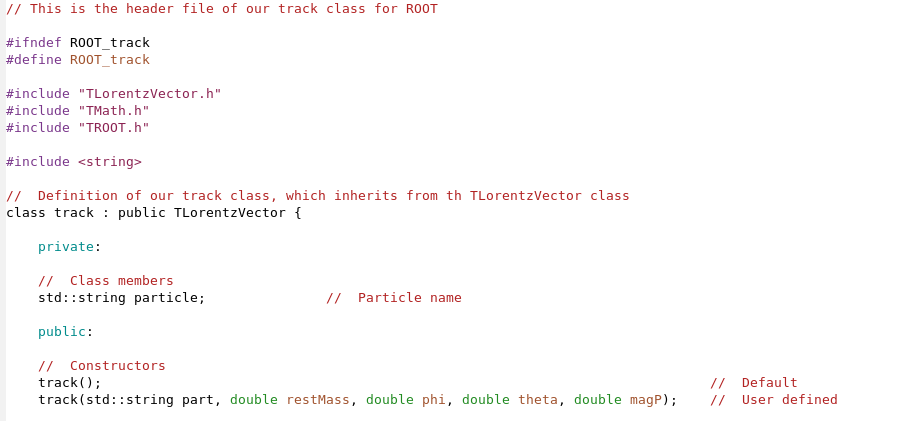 // This is the header file of our track class for ROOT
#ifndef ROOT_track
#define ROOT_track
#include "TLorentzVector.h"
#include "TMath.h"
#include "TROOT.h"
#include <string>
//  Definition of our track class, which inherits from th TLorentzVector class
class track : public TLorentzVector {
    private:
    //  Class members
    std::string particle;               //  Particle name
    public:
    //  Constructors
    track();                                                                            //  Default
    track(std::string part, double restMass, double phi, double theta, double magP);    //  User defined